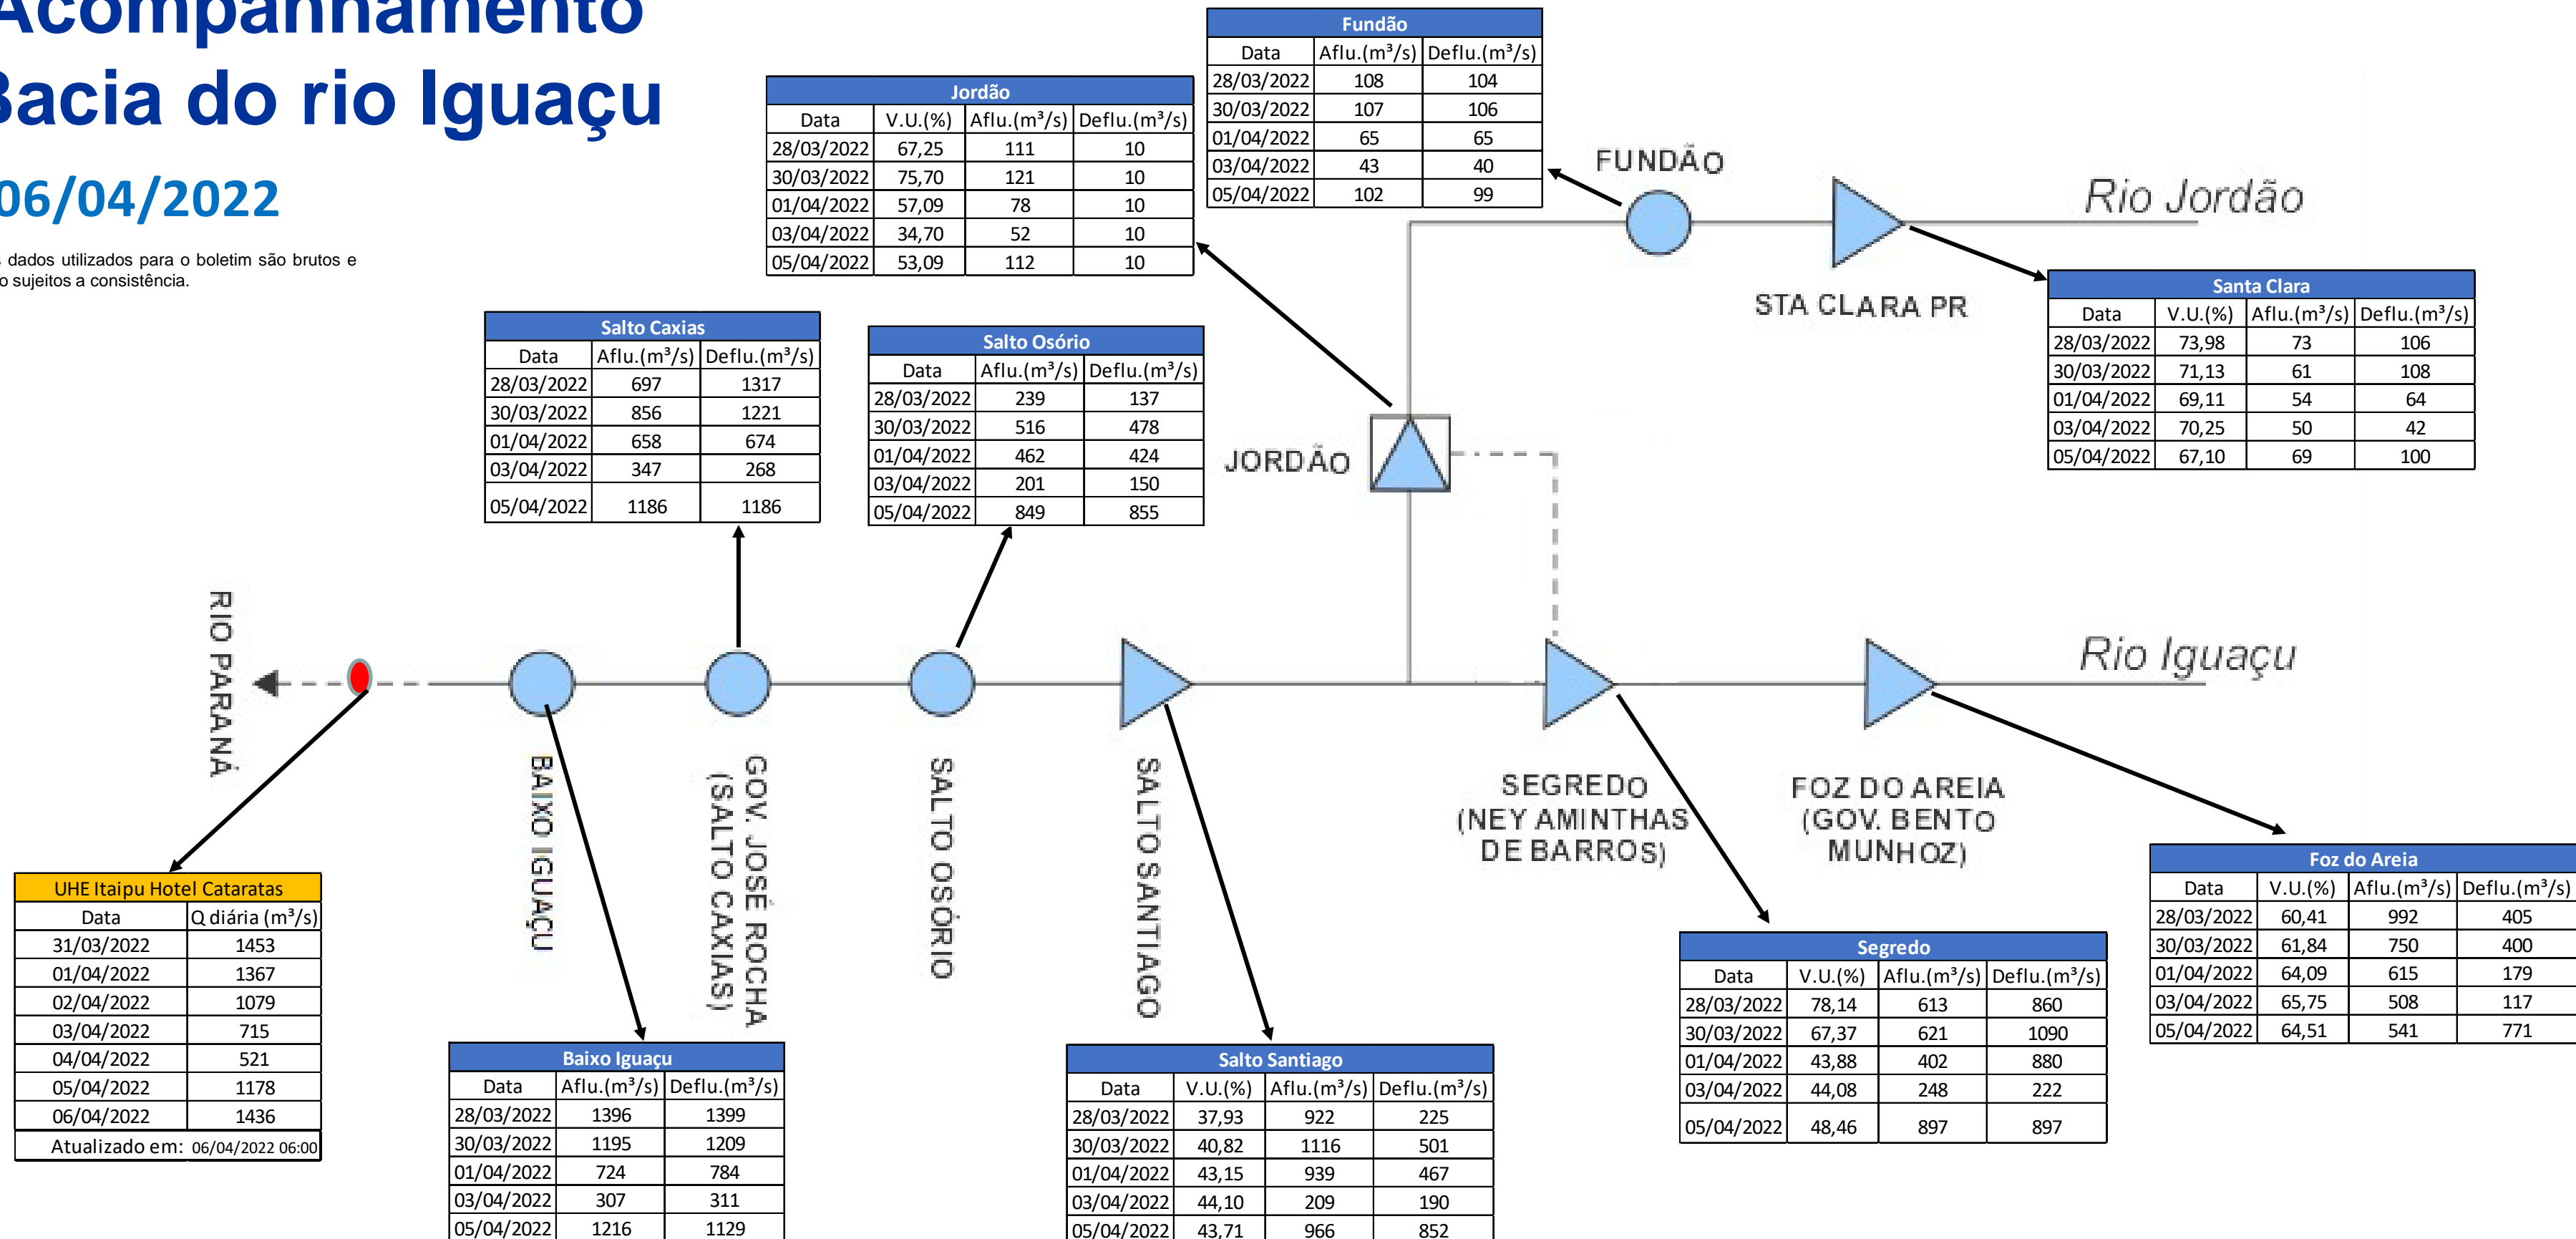 Acompanhamento
Bacia do rio Iguaçu
06/04/2022
dados utilizados para o boletim são brutos e
sujeitos a consistência.
Fundão
Data Aflu.(m³/s) Deflu.(m³/s)
28/03/2022 108 104
30/03/2022 107 106
01/04/2022 65 65
03/04/2022 43 40
05/04/2022 102 99
Jordão
Data V.U.(%) Aflu.(m³/s) Deflu.(m³/s)
28/03/2022 67,25 111 10
30/03/2022 75,70 121 10
01/04/2022 57,09 78 10
03/04/2022 34,70 52 10
05/04/2022 53,09 112 10
FUNDÃO
Rio Jordão
STA CLARA PR
Santa Clara
Data V.U.(%) Aflu.(m³/s) Deflu.(m³/s)
28/03/2022 73,98 73 106
30/03/2022 71,13 61 108
01/04/2022 69,11 54 64
03/04/2022 70,25 50 42
05/04/2022 67,10 69 100
Salto Caxias
Data Aflu.(m³/s) Deflu.(m³/s)
28/03/2022 697 1317
30/03/2022 856 1221
01/04/2022 658 674
03/04/2022 347 268
05/04/2022 1186 1186
Salto Osório
Data Aflu.(m³/s) Deflu.(m³/s)
28/03/2022 239 137
30/03/2022 516 478
01/04/2022 462 424
03/04/2022 201 150
05/04/2022 849 855
JORDÃO
RIO PARANÁ
Rio Iguaçu
BAIXO IGUAÇU
GOV. JOSÉ ROCHA
(SALTO CAXIAS)
SALTO OSÓRIO
SALTO SANTIAGO
SEGREDO
(NEY AMINTHAS
DE BARROS)
FOZ DO AREIA
(GOV. BENTO
MUNHOZ)
UHE Itaipu Hotel Cataratas
Data Q diária (m³/s)
31/03/2022 1453
01/04/2022 1367
02/04/2022 1079
03/04/2022 715
04/04/2022 521
05/04/2022 1178
06/04/2022 1436
Atualizado em: 06/04/2022 06:00
Baixo Iguaçu
Data Aflu.(m³/s) Deflu.(m³/s)
28/03/2022 1396 1399
30/03/2022 1195 1209
01/04/2022 724 784
03/04/2022 307 311
05/04/2022 1216 1129
Salto Santiago
Data V.U.(%) Aflu.(m³/s) Deflu.(m³/s)
28/03/2022 37,93 922 225
30/03/2022 40,82 1116 501
01/04/2022 43,15 939 467
03/04/2022 44,10 209 190
05/04/2022 43,71 966 852
Segredo
Data V.U.(%) Aflu.(m³/s) Deflu.(m³/s)
28/03/2022 78,14 613 860
30/03/2022 67,37 621 1090
01/04/2022 43,88 402 880
03/04/2022 44,08 248 222
05/04/2022 48,46 897 897
Foz do Areia
Data V.U.(%) Aflu.(m³/s) Deflu.(m³/s)
28/03/2022 60,41 992 405
30/03/2022 61,84 750 400
01/04/2022 64,09 615 179
03/04/2022 65,75 508 117
05/04/2022 64,51 541 771